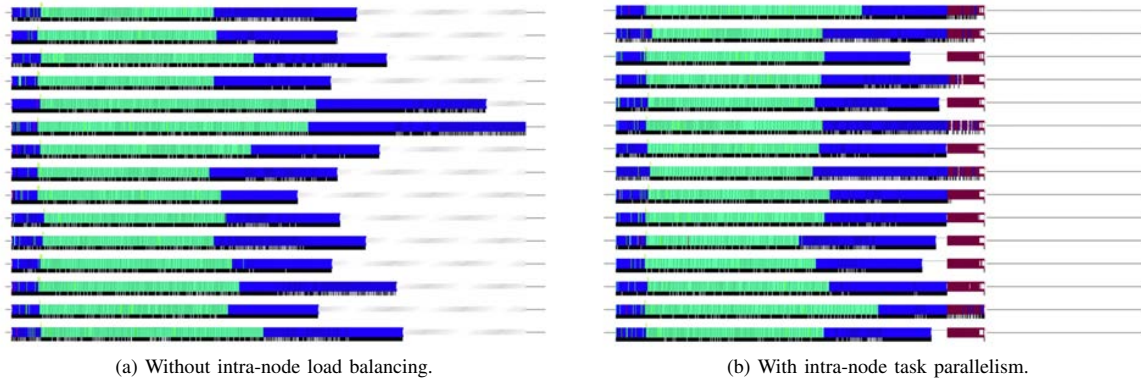 (a) Without intra-node load balancing.
(b) With intra-node task parallelism.